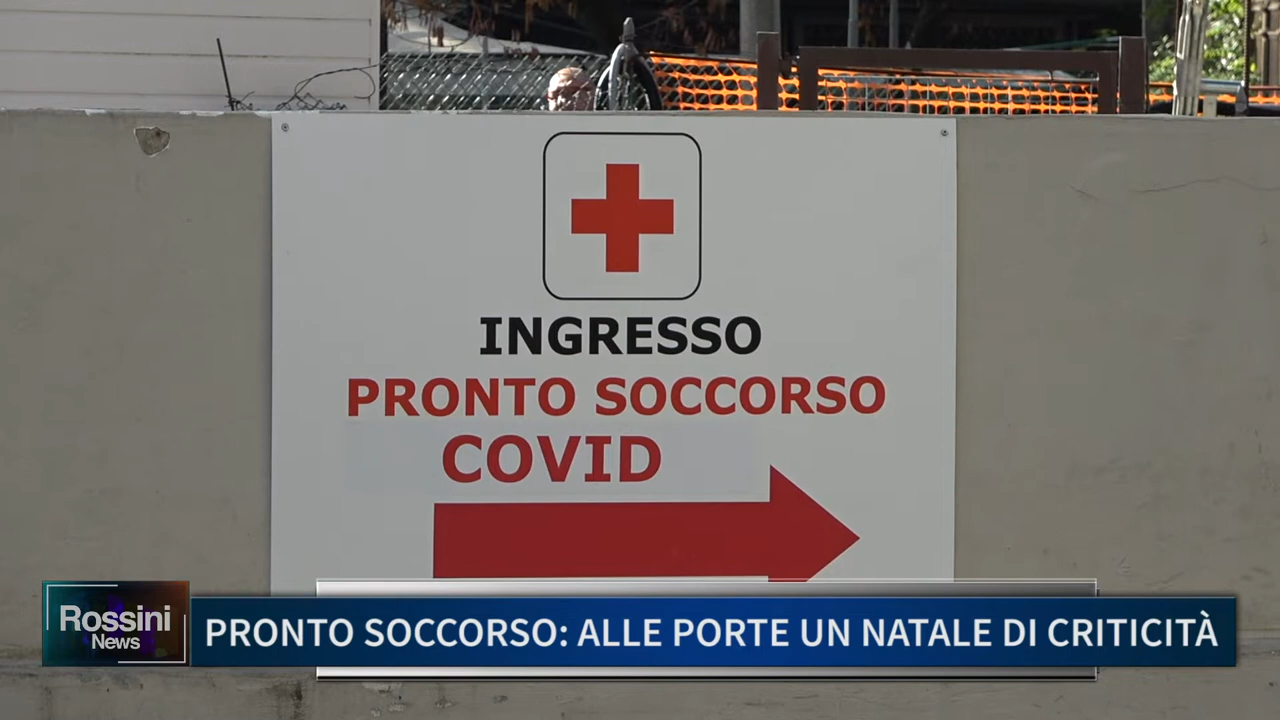 INGRESSO
PRONTO SOCCORSO
COVID
Rossini
News
PRONTO SOCCORSO: ALLE PORTE UN NATALE DI CRITICITÀ